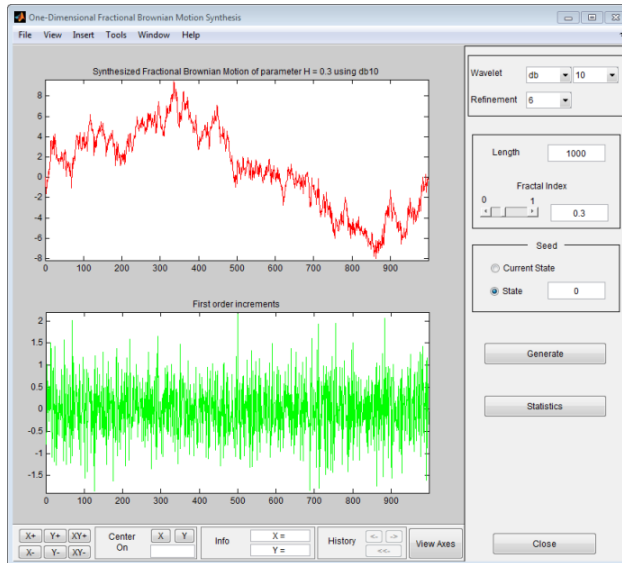 One-Dimensional Fractional Brownian Motion Synthesis
File View Insert Tools Window Help
Synthesized Fractional Brownian Motion of parameter H = 0.3 using db10
8
6
4
2
0
-2
-4
-6
-8
0 100 200 300 400 500 600 700 800 900
First order increments
2
1.5
1
0.5
0
-0.5
-1
-1.5
0 100 200 300 400 500 600 700 800 900
Wavelet db 10
Refinement 6
Length 1000
Fractal Index
0 1
0.3
Seed
Current State
State 0
Generate
Statistics
Close
X+ Y+ XY+
X- Y- XY-
Center On
X Y
Info
X =
Y =
History
<- ->
<<-
View Axes